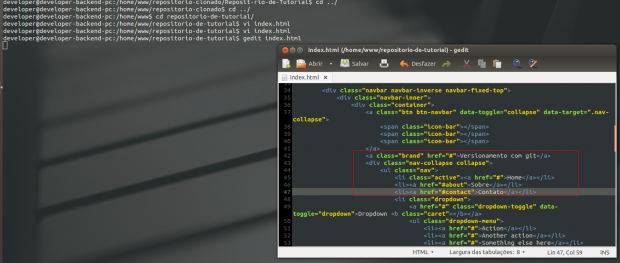 developer@developer-backend-pc:/home/www/repositorio-clonado/Reposit-rio-de-Tutorial$ cd ../
developer@developer-backend-pc:/home/www/repositorio-clonado$ cd ../
developer@developer-backend-pc:/home/www$ cd repositorio-de-tutorial/
developer@developer-backend-pc:/home/www/repositorio-de-tutorial$ vi index.html
developer@developer-backend-pc:/home/www/repositorio-de-tutorial$ vi index.html
developer@developer-backend-pc:/home/www/repositorio-de-tutorial$ gedit index.html
index.html (/home/www/repositorio-de-tutorial) - gedit
Abrir Salvar Desfazer
index.html
34 <div class="navbar navbar-inverse navbar-fixed-top">
35 <div class="navbar-inner">
36 <div class="container">
37 <a class="btn btn-navbar" data-toggle="collapse" data-target=".nav-
collapse">
38 <span class="icon-bar"></span>
39 <span class="icon-bar"></span>
40 <span class="icon-bar"></span>
41 </a>
42 <a class="brand" href="#">Versionamento com git</a>
43 <div class="nav-collapse collapse">
44 <ul class="nav">
45 <li class="active"><a href="#">Home</a></li>
46 <li><a href="#about">Sobre</a></li>
47 <li><a href="#contact">Contato</a></li>
48 <li class="dropdown">
49 <a href="#" class="dropdown-toggle" data-
toggle="dropdown">Dropdown <b class="caret"></b></a>
50 <ul class="dropdown-menu">
51 <li><a href="#">Action</a></li>
52 <li><a href="#">Another action</a></li>
53 <li><a href="#">Something else here</a></li>
HTML Largura das tabulações: 8 Lin 47, Col 59 INS